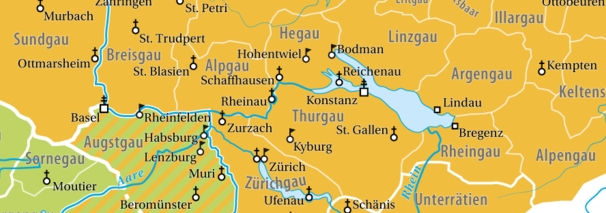 Zähringen
St. Petri
Murbach
Ottobeuren
Illargau
Hegau
Linzgau
Sundgau
St. Trudpert
Breisgau
Bodman
Hohentwiel
Ottmarsheim
St. Blasien
Alpgau
Kempten
Schaffhausen
Reichenau
Argengau
Keltens
Rheinau
Konstanz
Lindau
Basel
Rheinfelden
Thurgau
Zurzach
St. Gallen
Bregenz
Habsburg
Augstgau
Kyburg
Rheingau
Alpengau
Lenzburg
Sornegau
Zürich
Aare
Muri
Zürichgau
Rhein
Moutier
Ufenau
Unterrätien
Beromünster
Schänis